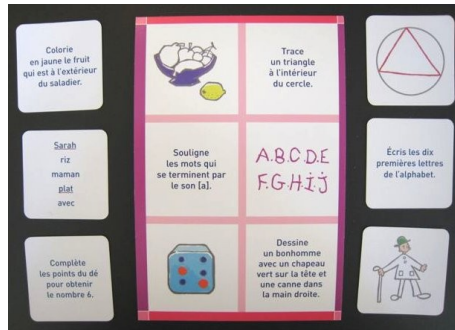 Colorie
en jaune le fruit
qui est à l'extérieur
du saladier.
Trace
un triangle
à l'intérieur
du cercle.
Sarah
riz
maman
plat
avec
Souligne
les mots qui
se terminent par
le son [a].
A.B.C.D.E
F.G.H.i.j
Écris les dix
premières lettres
de l'alphabet.
Complète
les points du dé
pour obtenir
le nombre 6.
Dessine
un bonhomme
avec un chapeau
vert sur la tête et
une canne dans
la main droite.